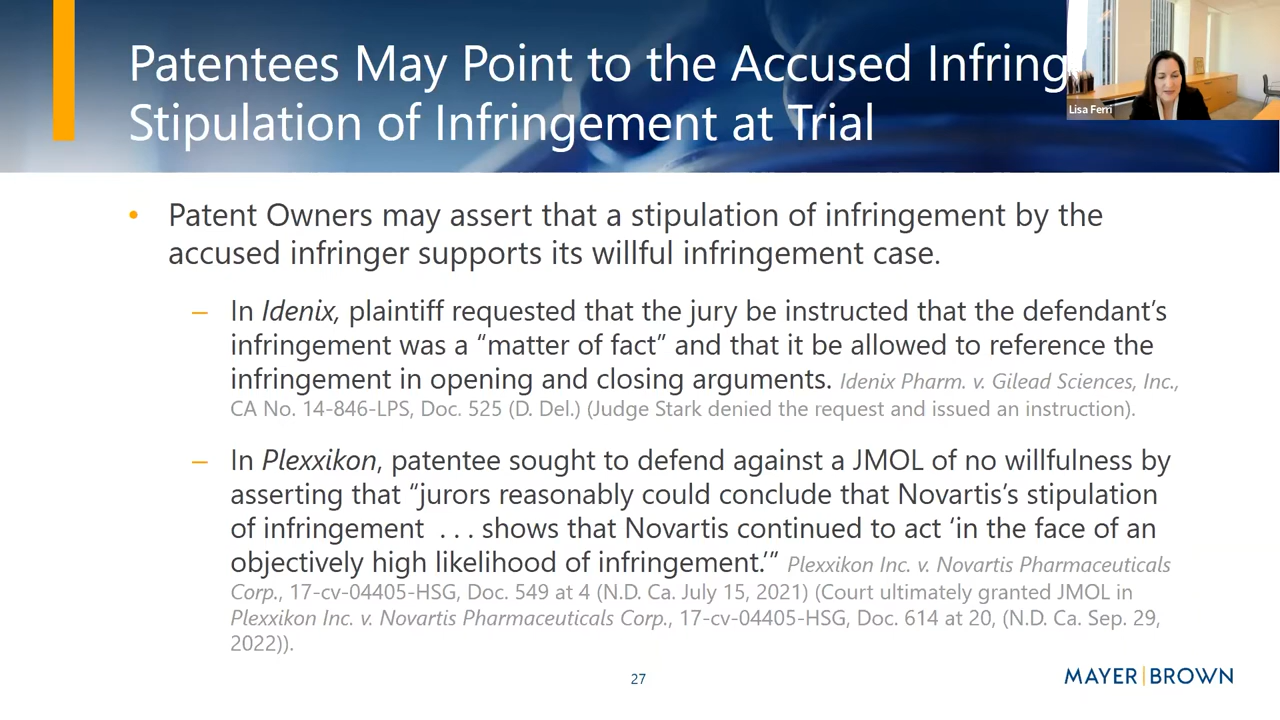 Patentees May Point to the Accused Infring
Stipulation of Infringement at Trial
Lisa Ferri
• Patent Owners may assert that a stipulation of infringement by the
accused infringer supports its willful infringement case.
– In Idenix, plaintiff requested that the jury be instructed that the defendant’s
infringement was a “matter of fact” and that it be allowed to reference the
infringement in opening and closing arguments. Idenix Pharm. v. Gilead Sciences, Inc.,
CA No. 14-846-LPS, Doc. 525 (D. Del.) (Judge Stark denied the request and issued an instruction).
– In Plexxikon, patentee sought to defend against a JMOL of no willfulness by
asserting that “jurors reasonably could conclude that Novartis’s stipulation
of infringement . . . shows that Novartis continued to act ‘in the face of an
objectively high likelihood of infringement.’” Plexxikon Inc. v. Novartis Pharmaceuticals
Corp., 17-cv-04405-HSG, Doc. 549 at 4 (N.D. Ca. July 15, 2021) (Court ultimately granted JMOL in
Plexxikon Inc. v. Novartis Pharmaceuticals Corp., 17-cv-04405-HSG, Doc. 614 at 20, (N.D. Ca. Sep. 29,
2022)).
27
MAYER|BROWN